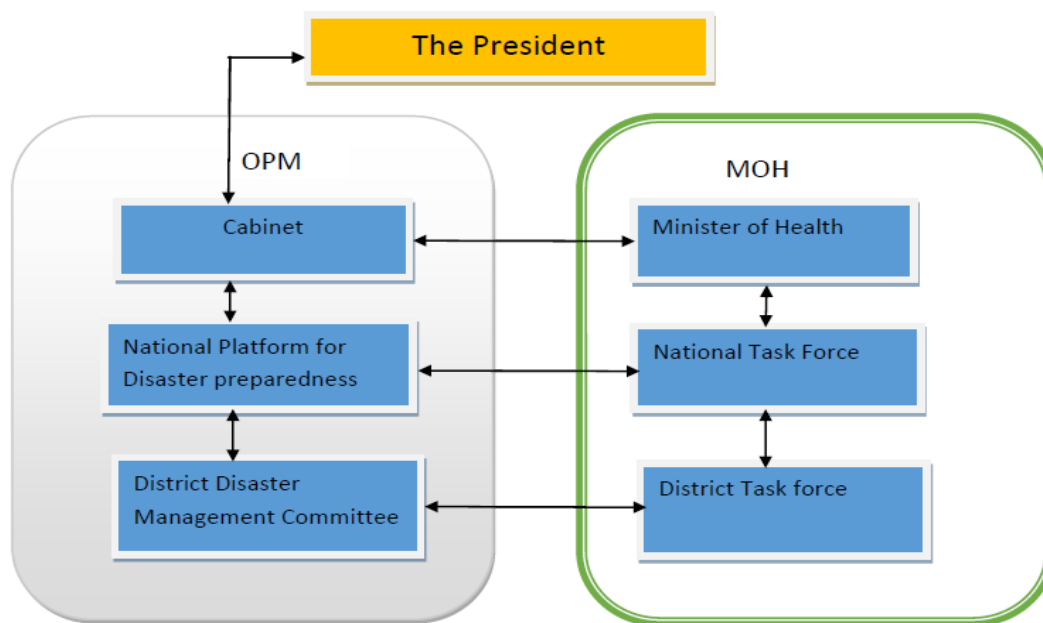 The President
OPM
MOH
Cabinet
Minister of Health
National Platform for
Disaster preparedness
National Task Force
District Disaster
Management Committee
District Task force